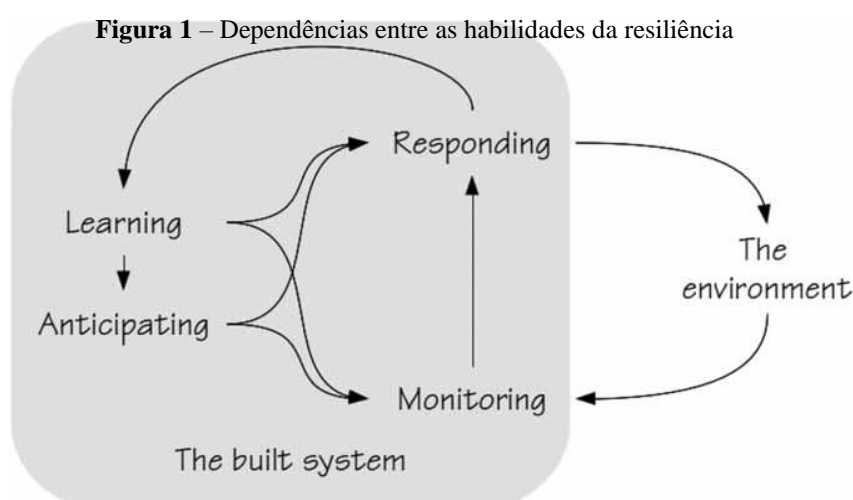 Figura 1 – Dependências entre as habilidades da resiliência
Responding
Learning
The
environment
Anticipating
Monitoring
The built system